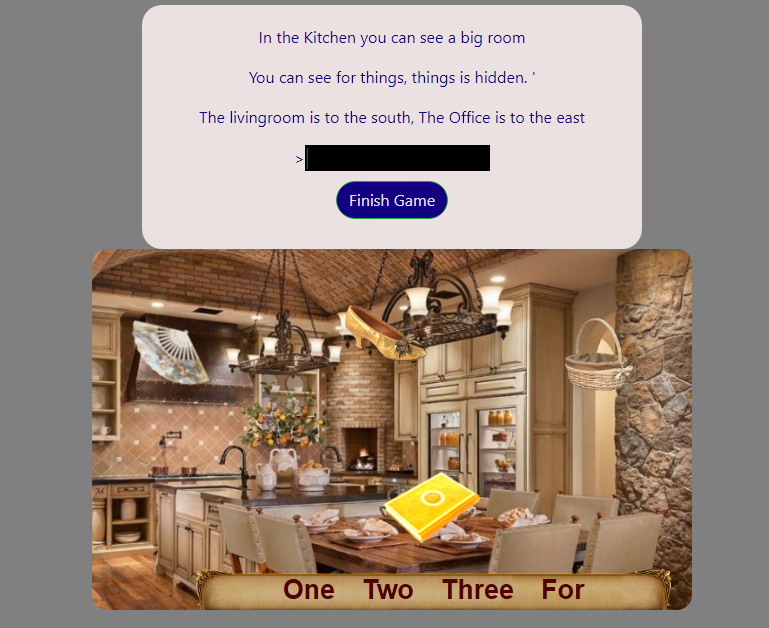 In the Kitchen you can see a big room
You can see for things, things is hidden. '
The livingroom is to the south, The Office is to the east
>
Finish Game
One Two Three For